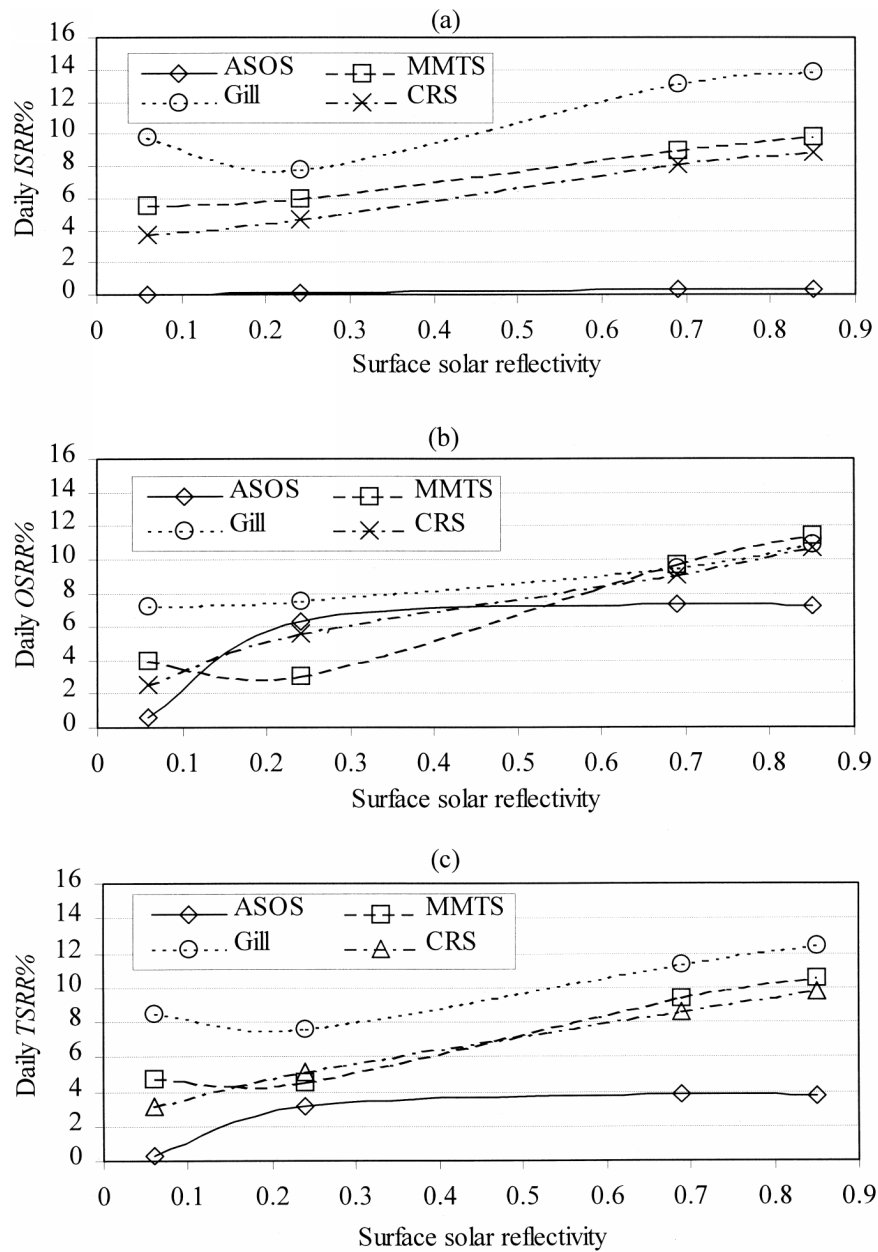 (a)
16
14
12
10
8
6
4
2
0
Daily ISRR%
ASOS
MMTS
Gill
CRS
0 0.1 0.2 0.3 0.4 0.5 0.6 0.7 0.8 0.9
Surface solar reflectivity
(b)
16
14
12
10
8
6
4
2
0
Daily OSRR%
ASOS
MMTS
Gill
CRS
0 0.1 0.2 0.3 0.4 0.5 0.6 0.7 0.8 0.9
Surface solar reflectivity
(c)
16
14
12
10
8
6
4
2
0
Daily TSRR%
ASOS
MMTS
Gill
CRS
0 0.1 0.2 0.3 0.4 0.5 0.6 0.7 0.8 0.9
Surface solar reflectivity